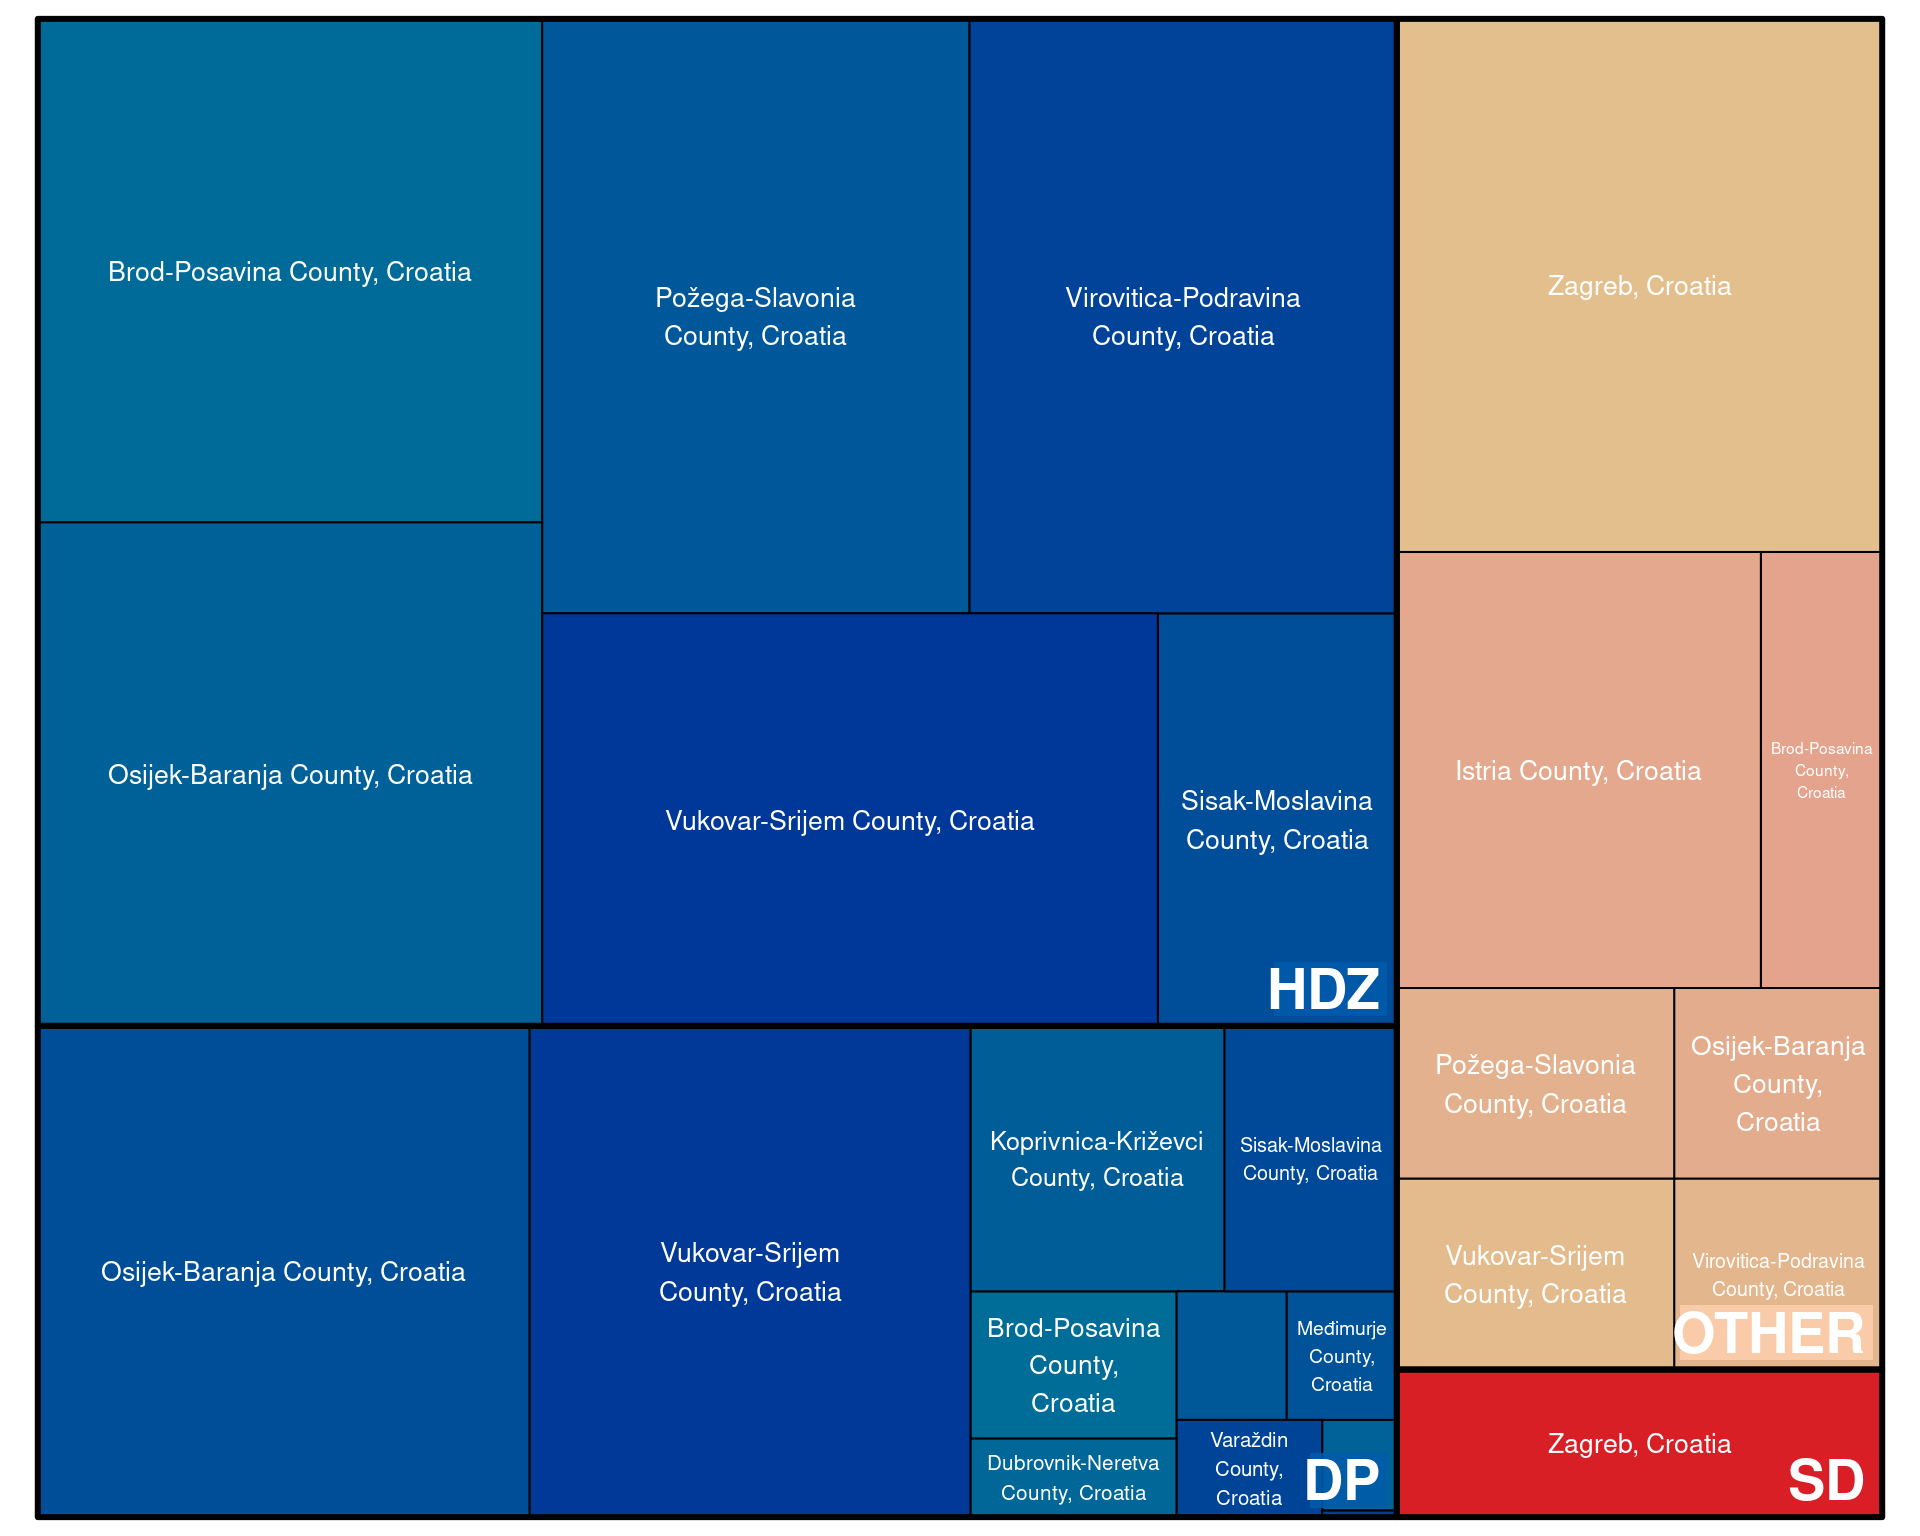 Brod-Posavina County, Croatia
Požega-Slavonia
County, Croatia
Virovitica-Podravina
County, Croatia
Osijek-Baranja County, Croatia
Vukovar-Srijem County, Croatia
Sisak-Moslavina
County, Croatia
HDZ
Osijek-Baranja County, Croatia
Vukovar-Srijem
County, Croatia
Koprivnica-Križevci
County, Croatia
Sisak-Moslavina
County, Croatia
Brod-Posavina
County,
Croatia
Međimurje
County,
Croatia
Dubrovnik-Neretva
County, Croatia
Varaždin
County,
Croatia
DP
Zagreb, Croatia
Istria County, Croatia
Brod-Posavina
County,
Croatia
Požega-Slavonia
County, Croatia
Osijek-Baranja
County,
Croatia
Vukovar-Srijem
County, Croatia
Virovitica-Podravina
County, Croatia
OTHER
Zagreb, Croatia
SD